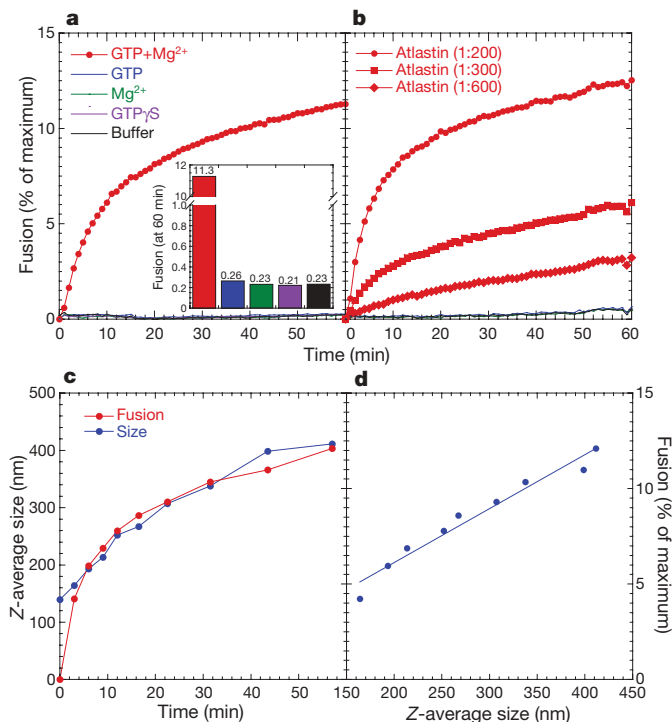 a
15
10
5
0
Fusion (% of maximum)
GTP+Mg²⁺
GTP
Mg²⁺
GTPγS
Buffer
12
10
1.0
0.8
0.6
0.4
0.2
0
Fusion (at 60 min)
11.3
0.26
0.23
0.21
0.23
0 10 20 30 40 50
Time (min)
b
Atlastin (1:200)
Atlastin (1:300)
Atlastin (1:600)
0 10 20 30 40 50 60
Time (min)
c
500
400
300
200
100
0
Z-average size (nm)
Fusion
Size
0 10 20 30 40 50
Time (min)
d
15
10
5
0
Fusion (% of maximum)
150 200 250 300 350 400 450
Z-average size (nm)